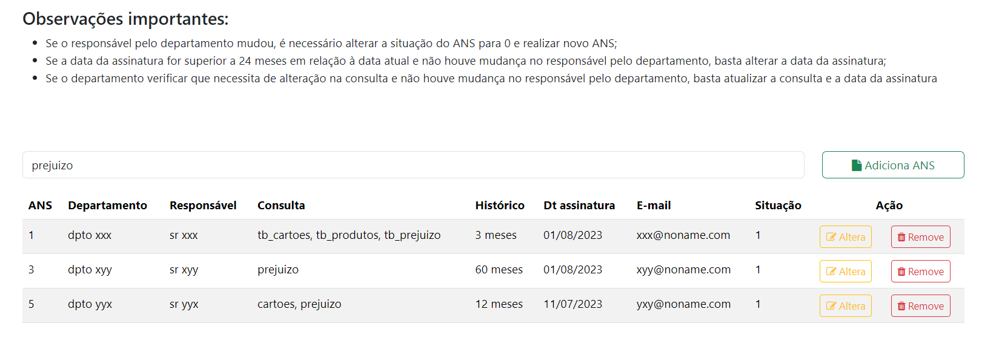 Observações importantes:
Se o responsável pelo departamento mudou, é necessário alterar a situação do ANS para 0 e realizar novo ANS;
Se a data da assinatura for superior a 24 meses em relação à data atual e não houve mudança no responsável pelo departamento, basta alterar a data da assinatura;
Se o departamento verificar que necessita de alteração na consulta e não houve mudança no responsável pelo departamento, basta atualizar a consulta e a data da assinatura
prejuizo Adiciona ANS
ANS Departamento Responsável Consulta Histórico Dt assinatura E-mail Situação Ação
1 dpto xxx sr xxx tb_cartoes, tb_produtos, tb_prejuizo 3 meses 01/08/2023 xxx@noname.com 1 Altera Remove
3 dpto xyy sr xyy prejuizo 60 meses 01/08/2023 xyy@noname.com 1 Altera Remove
5 dpto yyx sr yyx cartoes, prejuizo 12 meses 11/07/2023 yxy@noname.com 1 Altera Remove